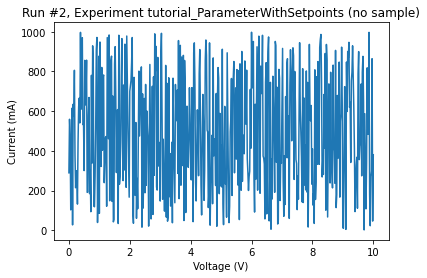 Run #2, Experiment tutorial_ParameterWithSetpoints (no sample)
1000
800
600
400
200
0
Current (mA)
0 2 4 6 8 10
Voltage (V)